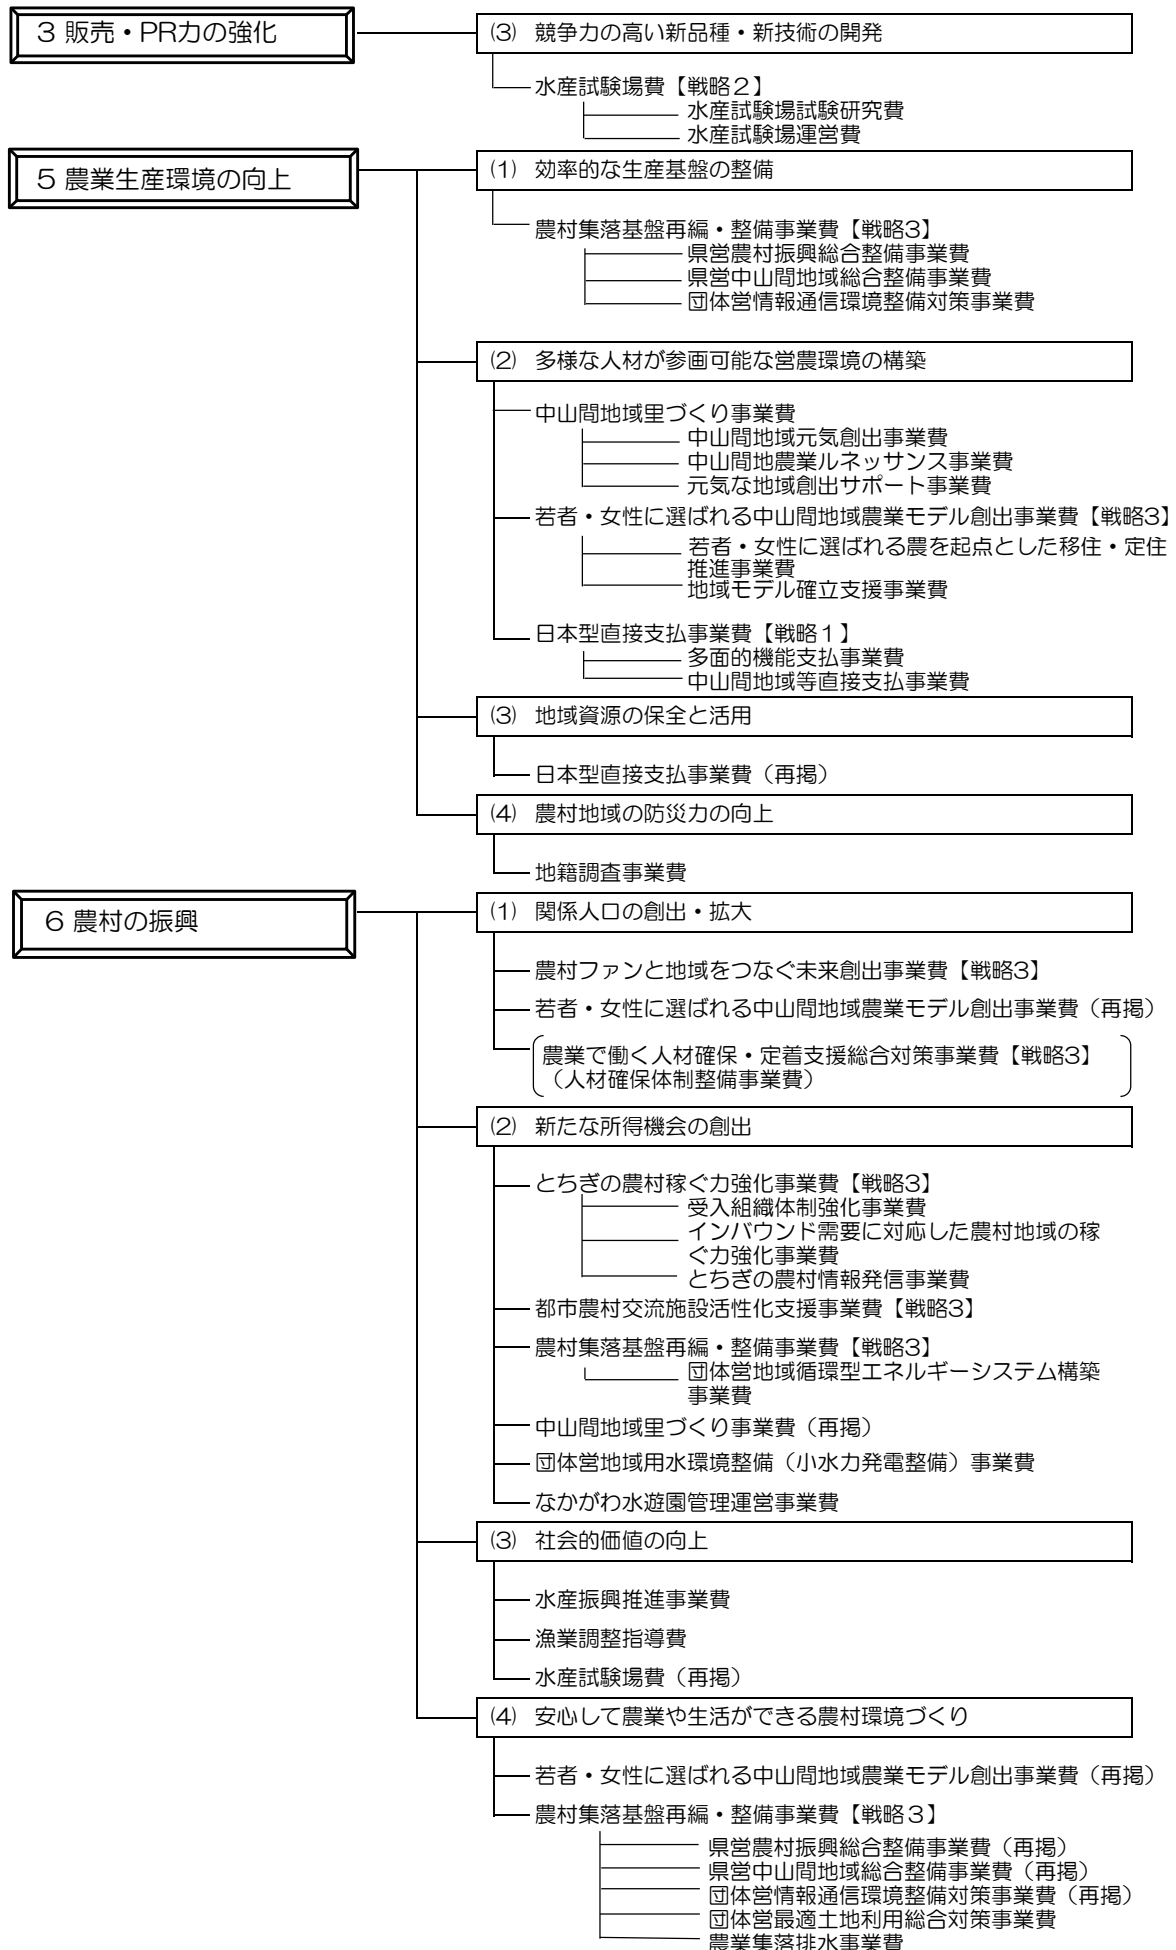 3 販売・PR力の強化
⑶ 競争力の高い新品種・新技術の開発
水産試験場費【戦略２】
水産試験場試験研究費
水産試験場運営費
5 農業生産環境の向上
⑴ 効率的な生産基盤の整備
農村集落基盤再編・整備事業費【戦略3】
県営農村振興総合整備事業費
県営中山間地域総合整備事業費
団体営情報通信環境整備対策事業費
⑵ 多様な人材が参画可能な営農環境の構築
中山間地域里づくり事業費
中山間地域元気創出事業費
中山間地農業ルネッサンス事業費
元気な地域創出サポート事業費
若者・女性に選ばれる中山間地域農業モデル創出事業費【戦略3】
若者・女性に選ばれる農を起点とした移住・定住
推進事業費
地域モデル確立支援事業費
日本型直接支払事業費【戦略１】
多面的機能支払事業費
中山間地域等直接支払事業費
⑶ 地域資源の保全と活用
日本型直接支払事業費（再掲）
⑷ 農村地域の防災力の向上
地籍調査事業費
6 農村の振興
⑴ 関係人口の創出・拡大
農村ファンと地域をつなぐ未来創出事業費【戦略3】
若者・女性に選ばれる中山間地域農業モデル創出事業費（再掲）
農業で働く人材確保・定着支援総合対策事業費【戦略3】
（人材確保体制整備事業費）
⑵ 新たな所得機会の創出
とちぎの農村稼ぐ力強化事業費【戦略3】
受入組織体制強化事業費
インバウンド需要に対応した農村地域の稼
ぐ力強化事業費
とちぎの農村情報発信事業費
都市農村交流施設活性化支援事業費【戦略3】
農村集落基盤再編・整備事業費【戦略3】
団体営地域循環型エネルギーシステム構築
事業費
中山間地域里づくり事業費（再掲）
団体営地域用水環境整備（小水力発電整備）事業費
なかがわ水遊園管理運営事業費
⑶ 社会的価値の向上
水産振興推進事業費
漁業調整指導費
水産試験場費（再掲）
⑷ 安心して農業や生活ができる農村環境づくり
若者・女性に選ばれる中山間地域農業モデル創出事業費（再掲）
農村集落基盤再編・整備事業費【戦略３】
県営農村振興総合整備事業費（再掲）
県営中山間地域総合整備事業費（再掲）
団体営情報通信環境整備対策事業費（再掲）
団体営最適土地利用総合対策事業費
農業集落排水事業費